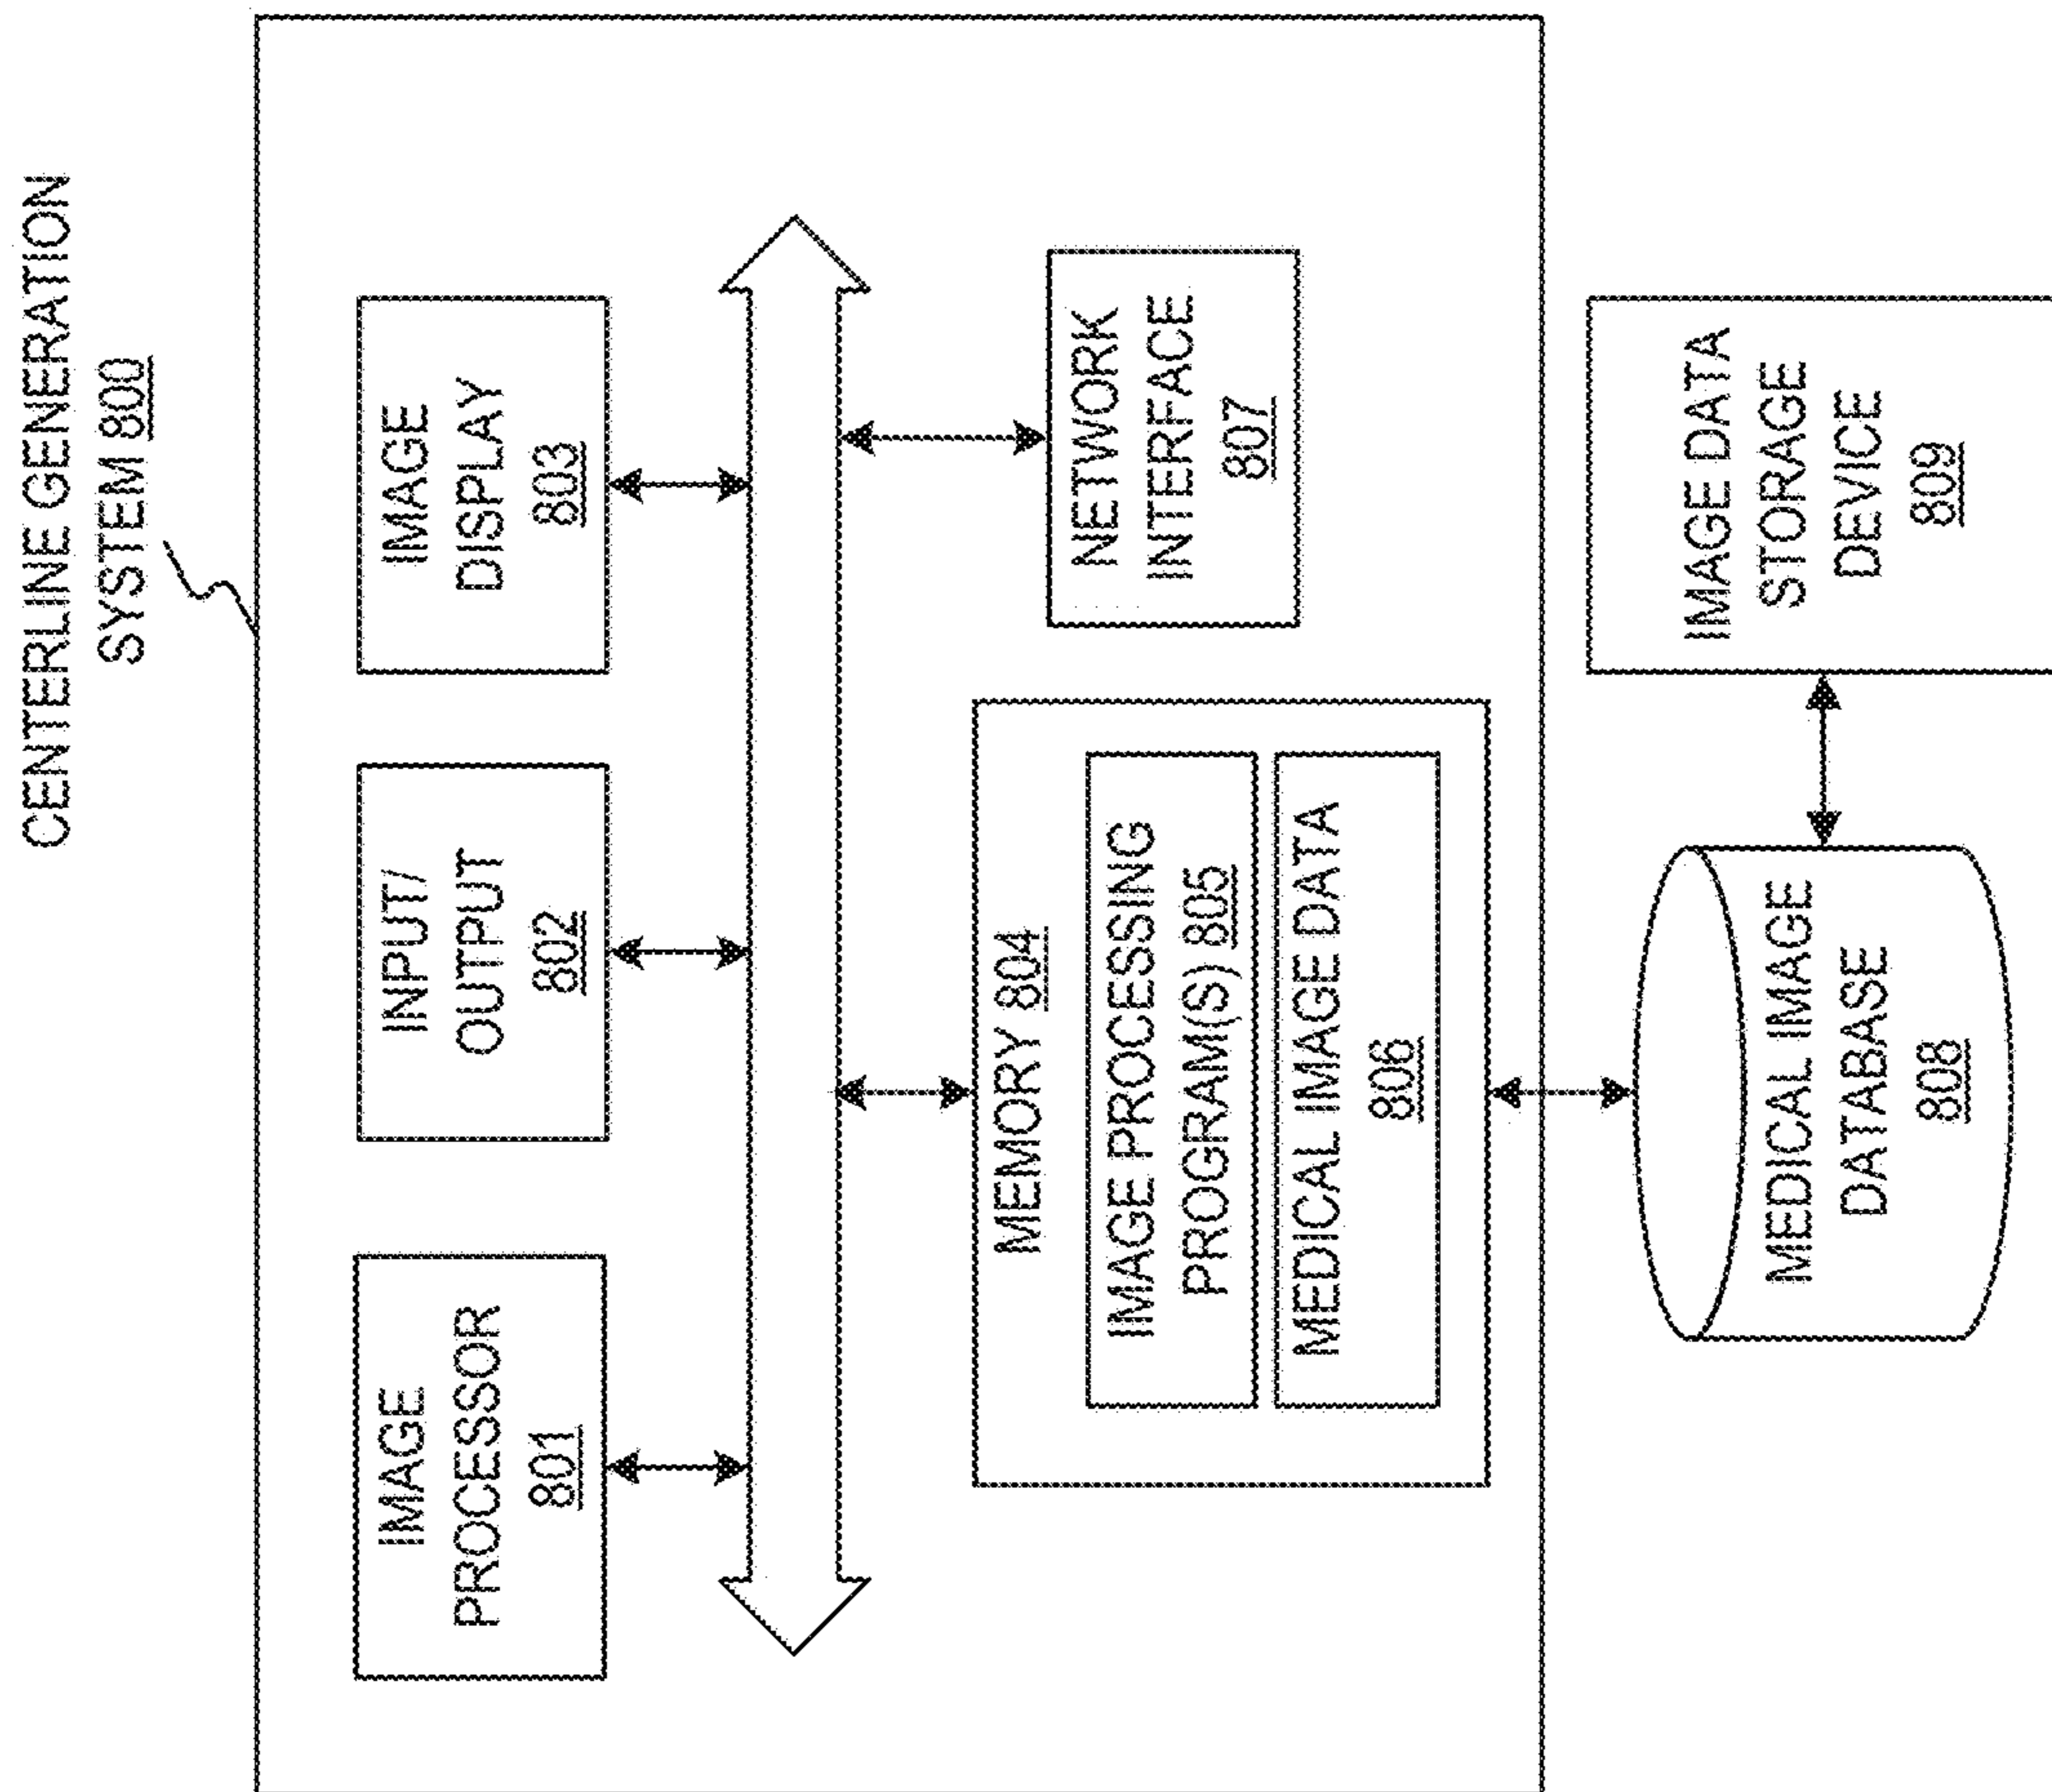 CENTERLINE GENERATION
SYSTEM 800
IMAGE
PROCESSOR
801
INPUT/
OUTPUT
802
IMAGE
DISPLAY
803
MEMORY 804
IMAGE PROCESSING
PROGRAM(S) 805
MEDICAL IMAGE DATA
806
NETWORK
INTERFACE
807
MEDICAL IMAGE
DATABASE
808
IMAGE DATA
STORAGE
DEVICE
809